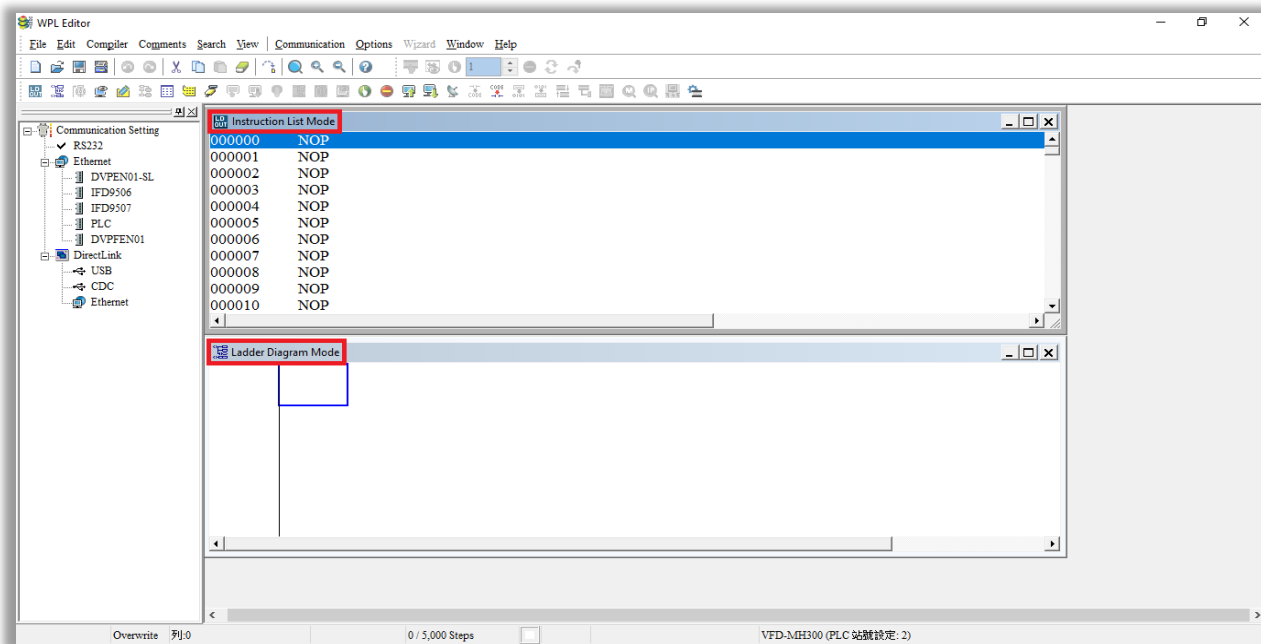 WPL Editor
File Edit Compiler Comments Search View Communication Options Wizard Window Help
1
Communication Setting
RS232
Ethernet
DVPEN01-SL
IFD9506
IFD9507
PLC
DVPFEN01
DirectLink
USB
CDC
Ethernet
Instruction List Mode
000000 NOP
000001 NOP
000002 NOP
000003 NOP
000004 NOP
000005 NOP
000006 NOP
000007 NOP
000008 NOP
000009 NOP
000010 NOP
Ladder Diagram Mode
Overwrite 列:0 0 / 5,000 Steps VFD-MH300 (PLC 站號設定: 2)